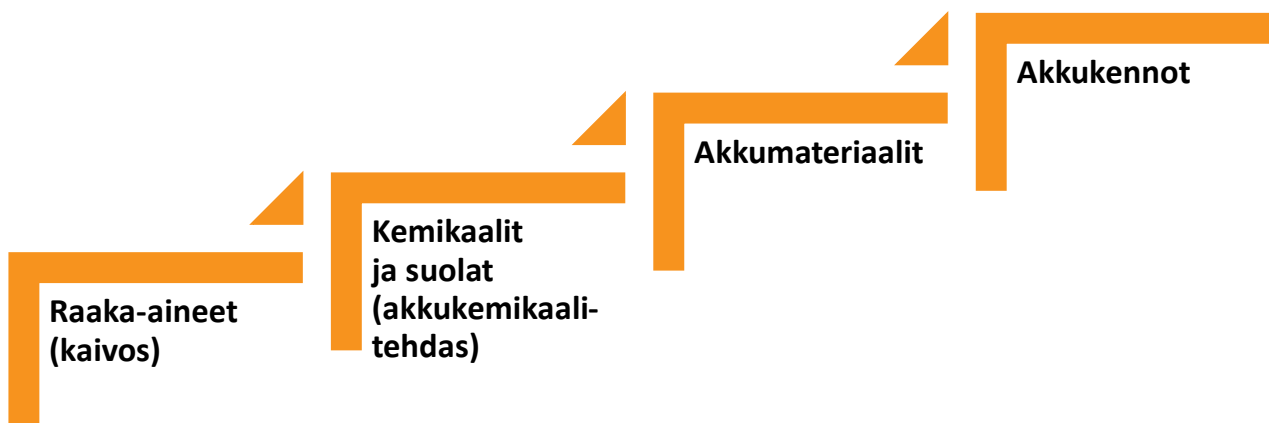 Raaka-aineet
(kaivos)
Kemikaalit
ja suolat
(akkukemikaali-
tehdas)
Akkumateriaalit
Akkukennot